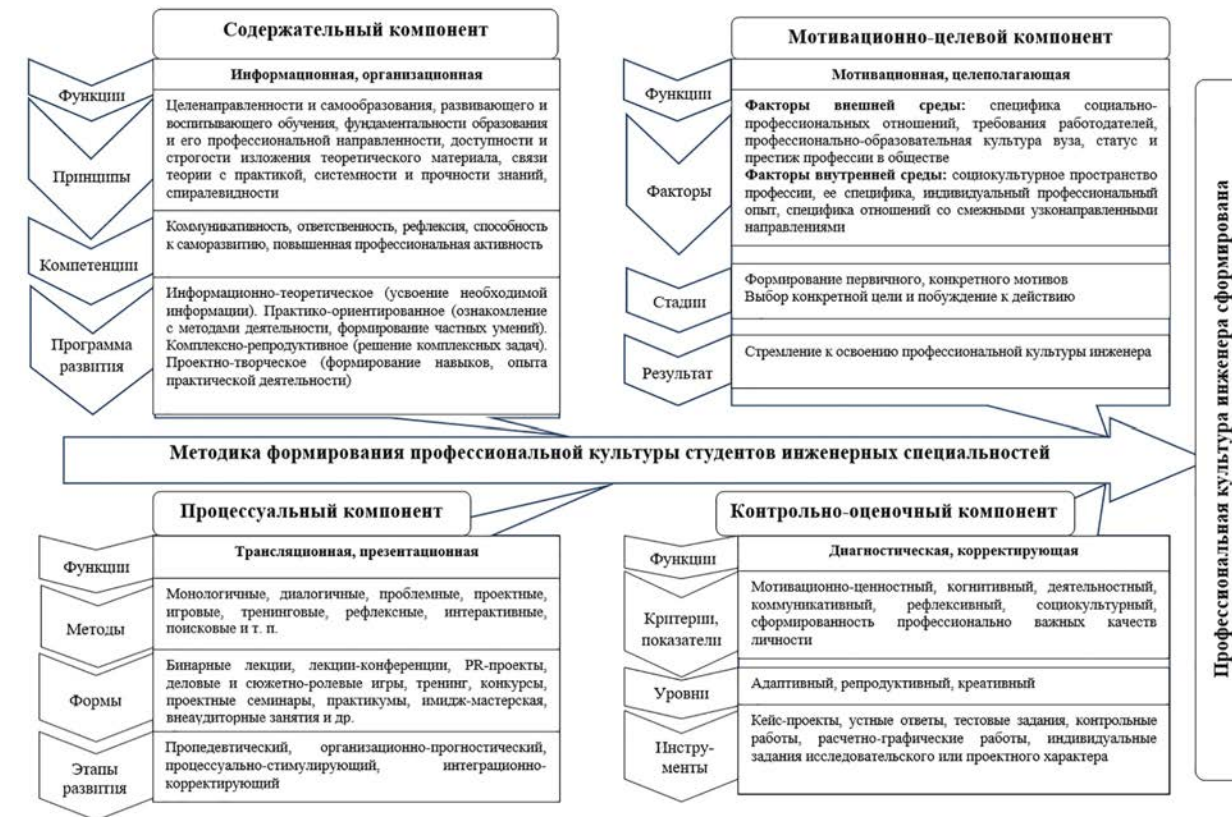 Содержательный компонент
Функции
Информационная, организационная
Принципы
Целенаправленности и самообразования, развивающего и
воспитывающего обучения, фундаментальности образования
и его профессиональной направленности, доступности и
строгости изложения теоретического материала, связи
теории с практикой, системности и прочности знаний,
спиралевидности
Компетенции
Коммуникативность, ответственность, рефлексия, способность
к саморазвитию, повышенная профессиональная активность
Программа
развития
Информационно-теоретическое (усвоение необходимой
информации). Практико-ориентированное (ознакомление
с методами деятельности, формирование частных умений).
Комплексно-репродуктивное (решение комплексных задач).
Проектно-творческое (формирование навыков, опыта
практической деятельности)
Мотивационно-целевой компонент
Функции
Мотивационная, целеполагающая
Факторы
Факторы внешней среды: специфика социально-
профессиональных отношений, требования работодателей,
профессионально-образовательная культура вуза, статус и
престиж профессии в обществе
Факторы внутренней среды: социокультурное пространство
профессии, ее специфика, индивидуальный профессиональный
опыт, специфика отношений со смежными узконаправленными
направлениями
Стадии
Формирование первичного, конкретного мотивов
Выбор конкретной цели и побуждение к действию
Результат
Стремление к освоению профессиональной культуры инженера
Методика формирования профессиональной культуры студентов инженерных специальностей
Процессуальный компонент
Функции
Трансляционная, презентационная
Методы
Монологичные, диалогичные, проблемные, проектные,
игровые, тренинговые, рефлексные, интерактивные,
поисковые и т. п.
Формы
Бинарные лекции, лекции-конференции, PR-проекты,
деловые и сюжетно-ролевые игры, тренинг, конкурсы,
проектные семинары, практикумы, имидж-мастерская,
внеаудиторные занятия и др.
Этапы
развития
Пропедевтический, организационно-прогностический,
процессуально-стимулирующий, интеграционно-
корректирующий
Контрольно-оценочный компонент
Функции
Диагностическая, корректирующая
Критерии,
показатели
Мотивационно-ценностный, когнитивный, деятельностный,
коммуникативный, рефлексивный, социокультурный,
сформированность профессионально важных качеств
личности
Уровни
Адаптивный, репродуктивный, креативный
Инстру-
менты
Кейс-проекты, устные ответы, тестовые задания, контрольные
работы, расчетно-графические работы, индивидуальные
задания исследовательского или проектного характера
Профессиональная культура инженера сформирована